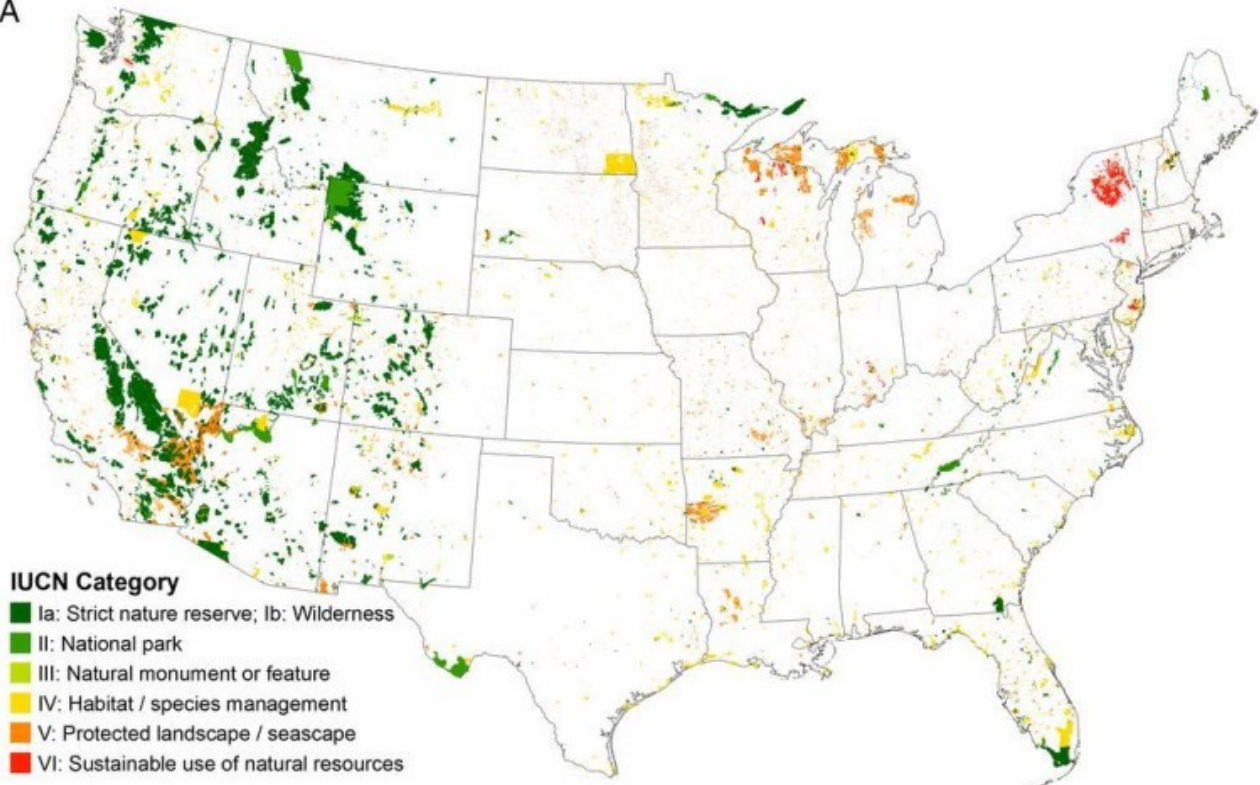 A
IUCN Category
Ia: Strict nature reserve; Ib: Wilderness
II: National park
III: Natural monument or feature
IV: Habitat / species management
V: Protected landscape / seascape
VI: Sustainable use of natural resources